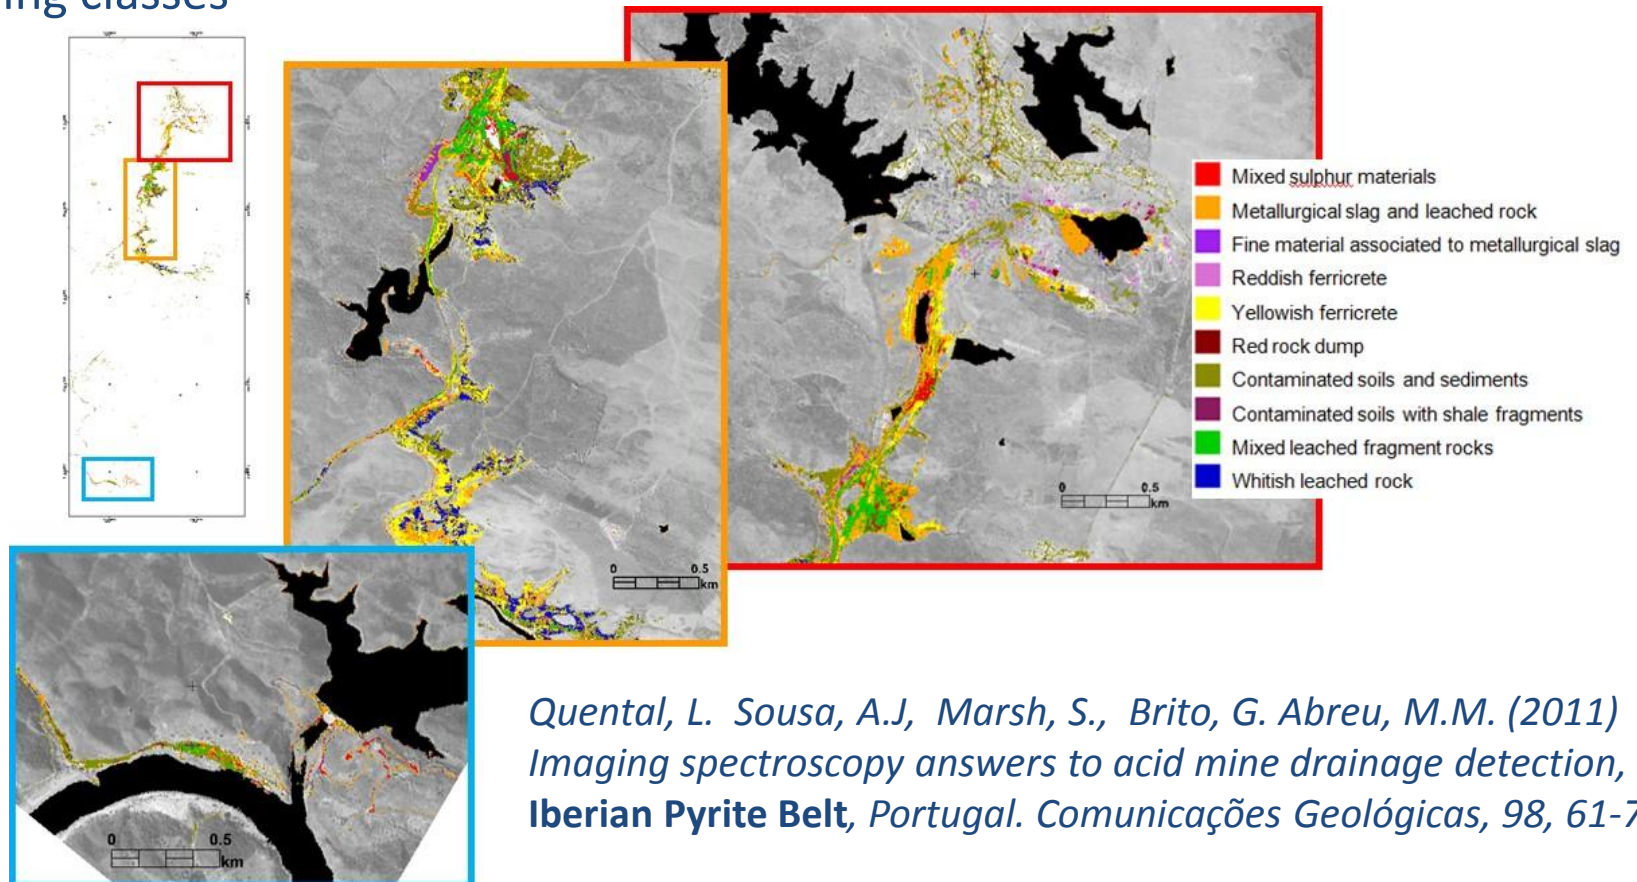 ing classes
Mixed sulphur materials
Metallurgical slag and leached rock
Fine material associated to metallurgical slag
Reddish ferricrete
Yellowish ferricrete
Red rock dump
Contaminated soils and sediments
Contaminated soils with shale fragments
Mixed leached fragment rocks
Whitish leached rock
0 0.5
km
0 0.5
km
0 0.5
km
Quental, L. Sousa, A.J, Marsh, S., Brito, G. Abreu, M.M. (2011)
Imaging spectroscopy answers to acid mine drainage detection,
Iberian Pyrite Belt, Portugal. Comunicações Geológicas, 98, 61-7